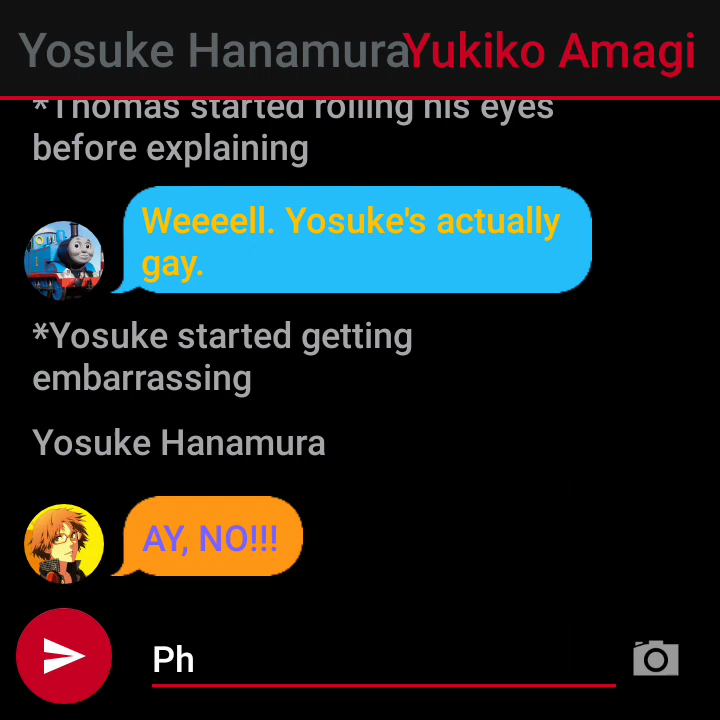 Yosuke Hanamura Yukiko Amagi
*Thomas started rolling his eyes
before explaining
Weeeell. Yosuke's actually
gay.
*Yosuke started getting
embarrassing
Yosuke Hanamura
AY, NO!!!
Ph